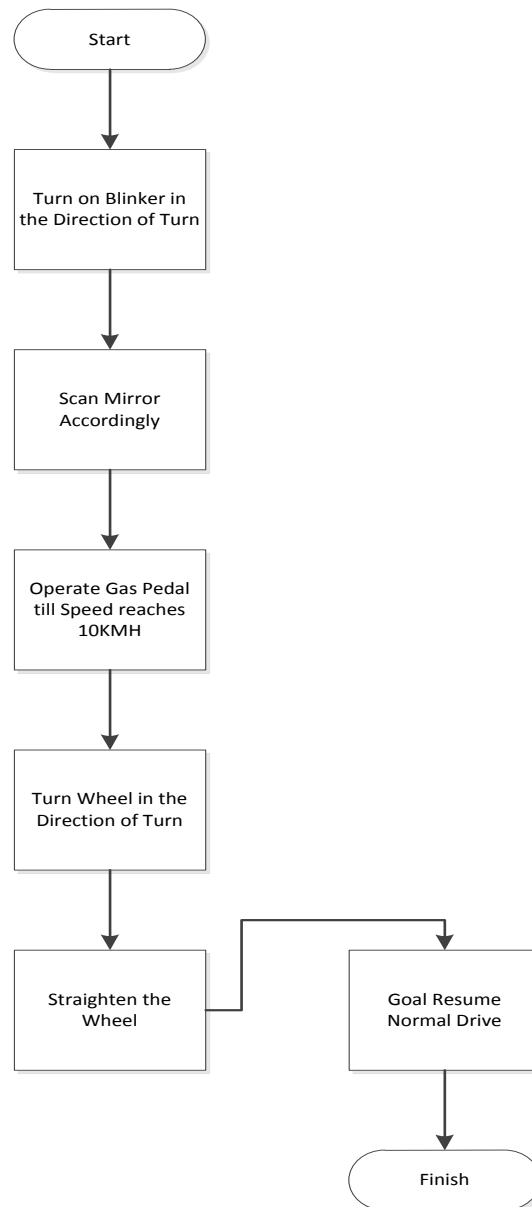 Start
Turn on Blinker in
the Direction of Turn
Scan Mirror
Accordingly
Operate Gas Pedal
till Speed reaches
10KMH
Turn Wheel in the
Direction of Turn
Straighten the
Wheel
Goal Resume
Normal Drive
Finish